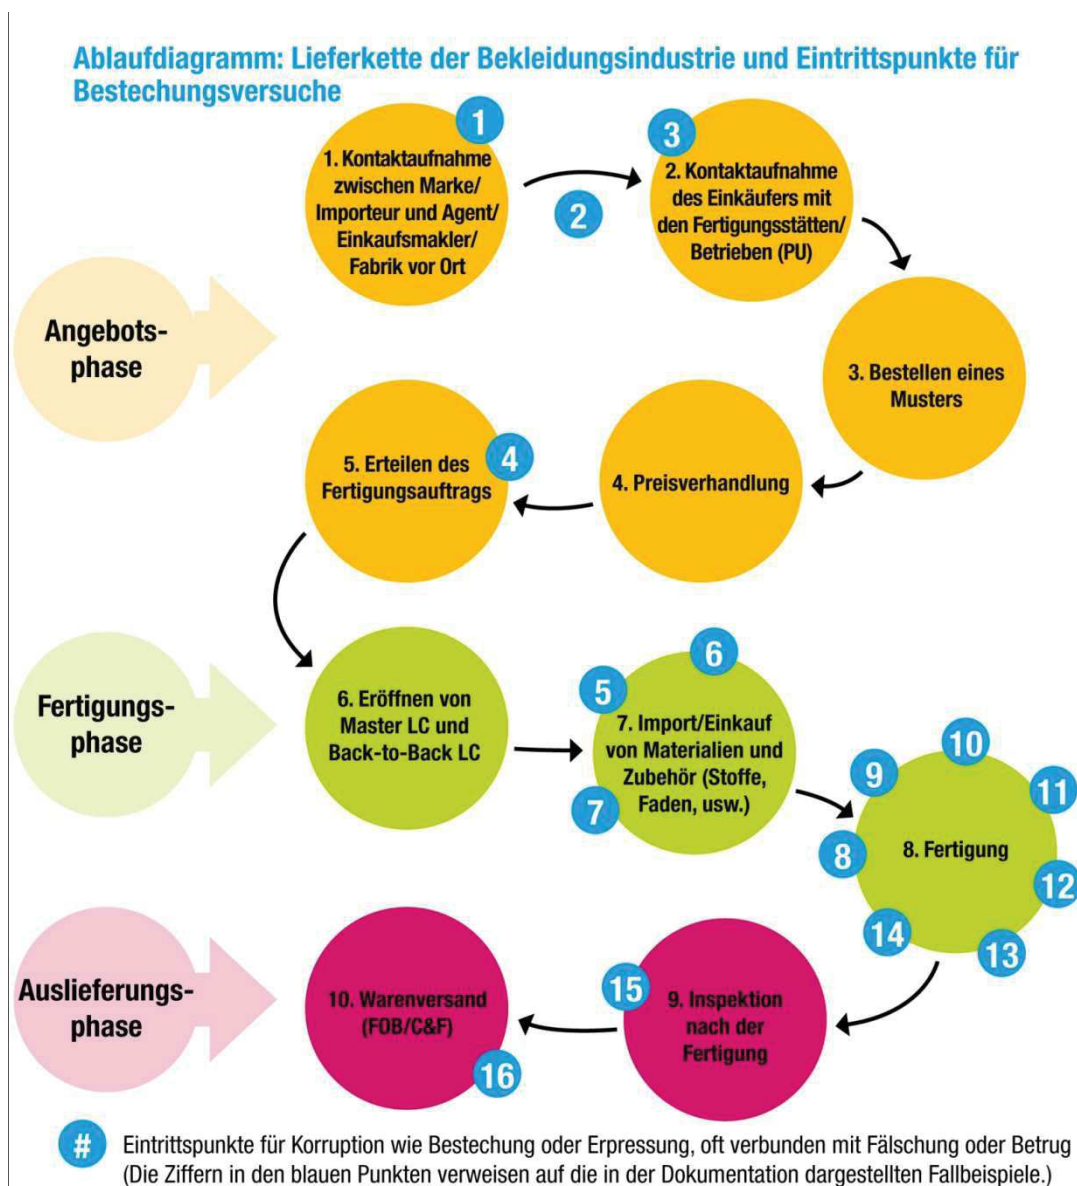 Ablaufdiagramm: Lieferkette der Bekleidungsindustrie und Eintrittspunkte für
Bestechungsversuche
1
1. Kontaktaufnahme
zwischen Marke/
Importeur und Agent/
Einkaufsmakler/
Fabrik vor Ort
2
3
2. Kontaktaufnahme
des Einkäufers mit
den Fertigungsstätten/
Betrieben (PU)
Angebots-
phase
3. Bestellen eines
Musters
4. Preisverhandlung
4
5. Erteilen des
Fertigungsauftrags
Fertigungs-
phase
6. Eröffnen von
Master LC und
Back-to-Back LC
5
6
7
7. Import/Einkauf
von Materialien und
Zubehör (Stoffe,
Faden, usw.)
8
9
10
11
12
13
14
8. Fertigung
Auslieferungs-
phase
15
9. Inspektion
nach der
Fertigung
10. Warenversand
(FOB/C&F)
16
# Eintrittspunkte für Korruption wie Bestechung oder Erpressung, oft verbunden mit Fälschung oder Betrug
(Die Ziffern in den blauen Punkten verweisen auf die in der Dokumentation dargestellten Fallbeispiele.)